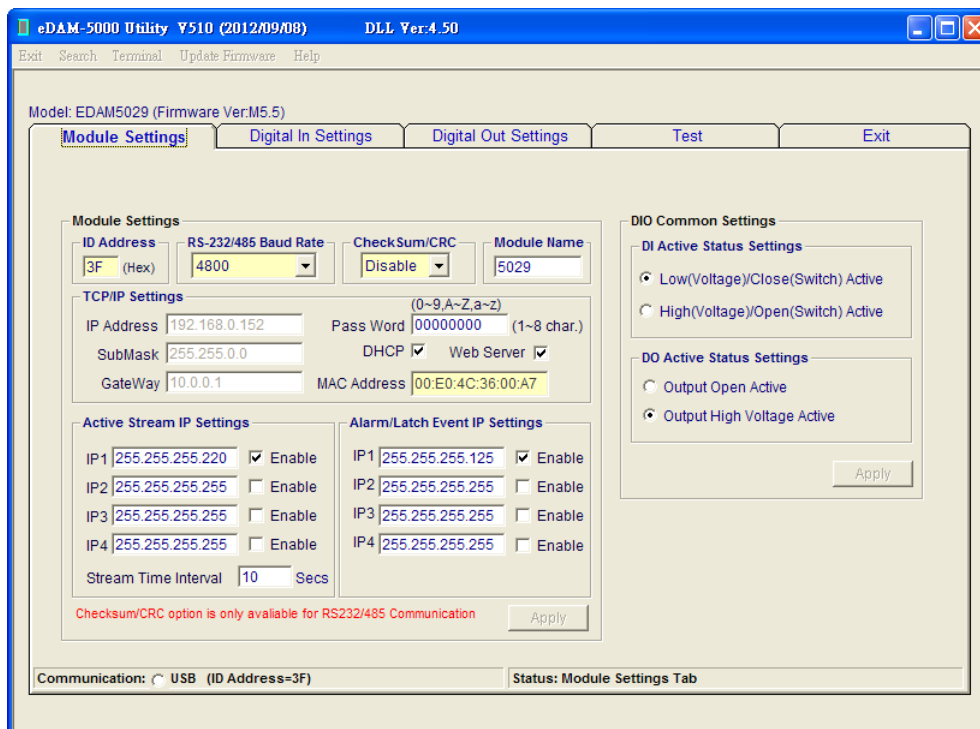 eDAM-5000 Utility V510 (2012/09/08) DLL Ver:4.50
Exit Search Terminal Update Firmware Help
Model: EDAM5029 (Firmware Ver:M5.5)
Module Settings Digital In Settings Digital Out Settings Test Exit
Module Settings
ID Address RS-232/485 Baud Rate CheckSum/CRC Module Name
3F (Hex) 4800 Disable 5029
TCP/IP Settings
(0~9,A~Z,a~z)
IP Address 192.168.0.152 Pass Word 00000000 (1~8 char.)
SubMask 255.255.0.0 DHCP Web Server
GateWay 10.0.0.1 MAC Address 00:E0:4C:36:00:A7
Active Stream IP Settings
IP1 255.255.255.220 Enable
IP2 255.255.255.255 Enable
IP3 255.255.255.255 Enable
IP4 255.255.255.255 Enable
Stream Time Interval 10 Secs
Alarm/Latch Event IP Settings
IP1 255.255.255.125 Enable
IP2 255.255.255.255 Enable
IP3 255.255.255.255 Enable
IP4 255.255.255.255 Enable
Checksum/CRC option is only avaliable for RS232/485 Communication
Apply
DIO Common Settings
DI Active Status Settings
Low(Voltage)/Close(Switch) Active
High(Voltage)/Open(Switch) Active
DO Active Status Settings
Output Open Active
Output High Voltage Active
Apply
Communication: USB (ID Address=3F) Status: Module Settings Tab